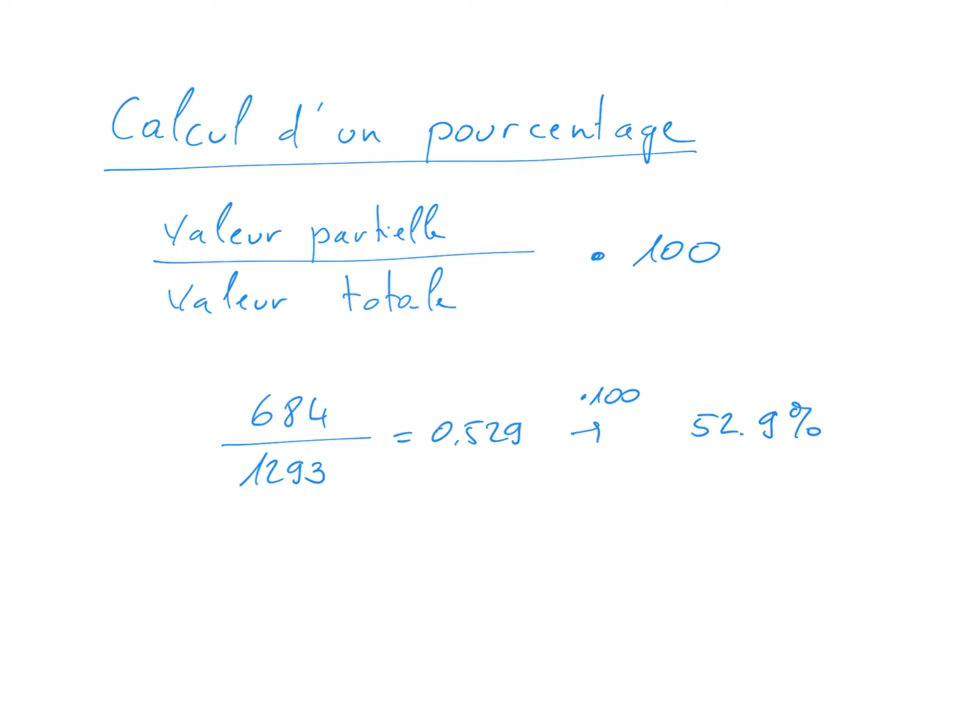 Calcul d'un pourcentage
valeur partielle
valeur totale
· 100
684
1293
= 0.529
·100
→
52.9%